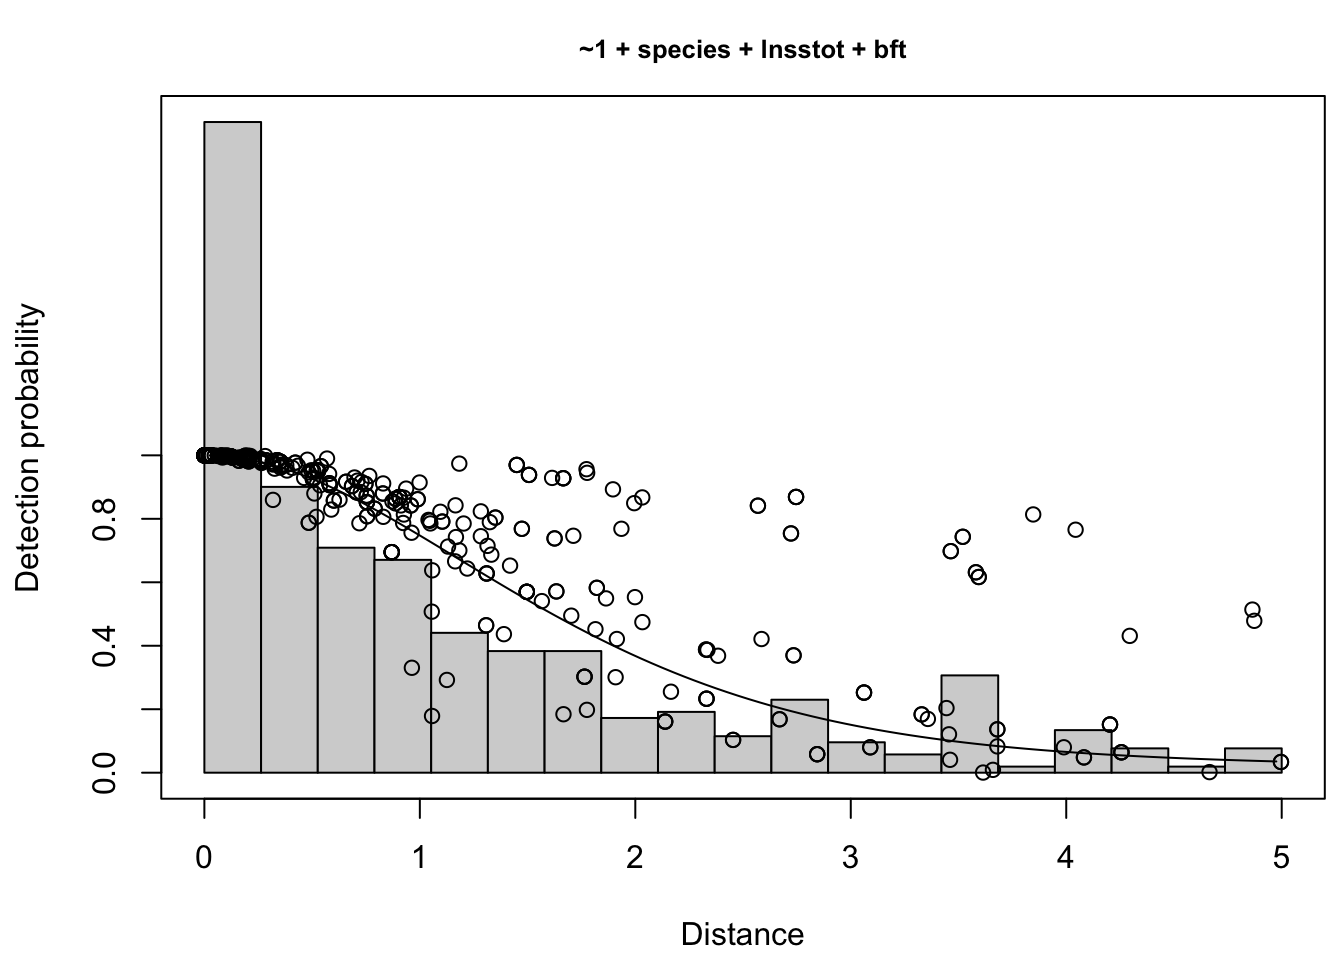 ~1 + species + lnsstot + bft
Detection probability
0.8
0.4
0.0
0 1 2 3 4 5
Distance